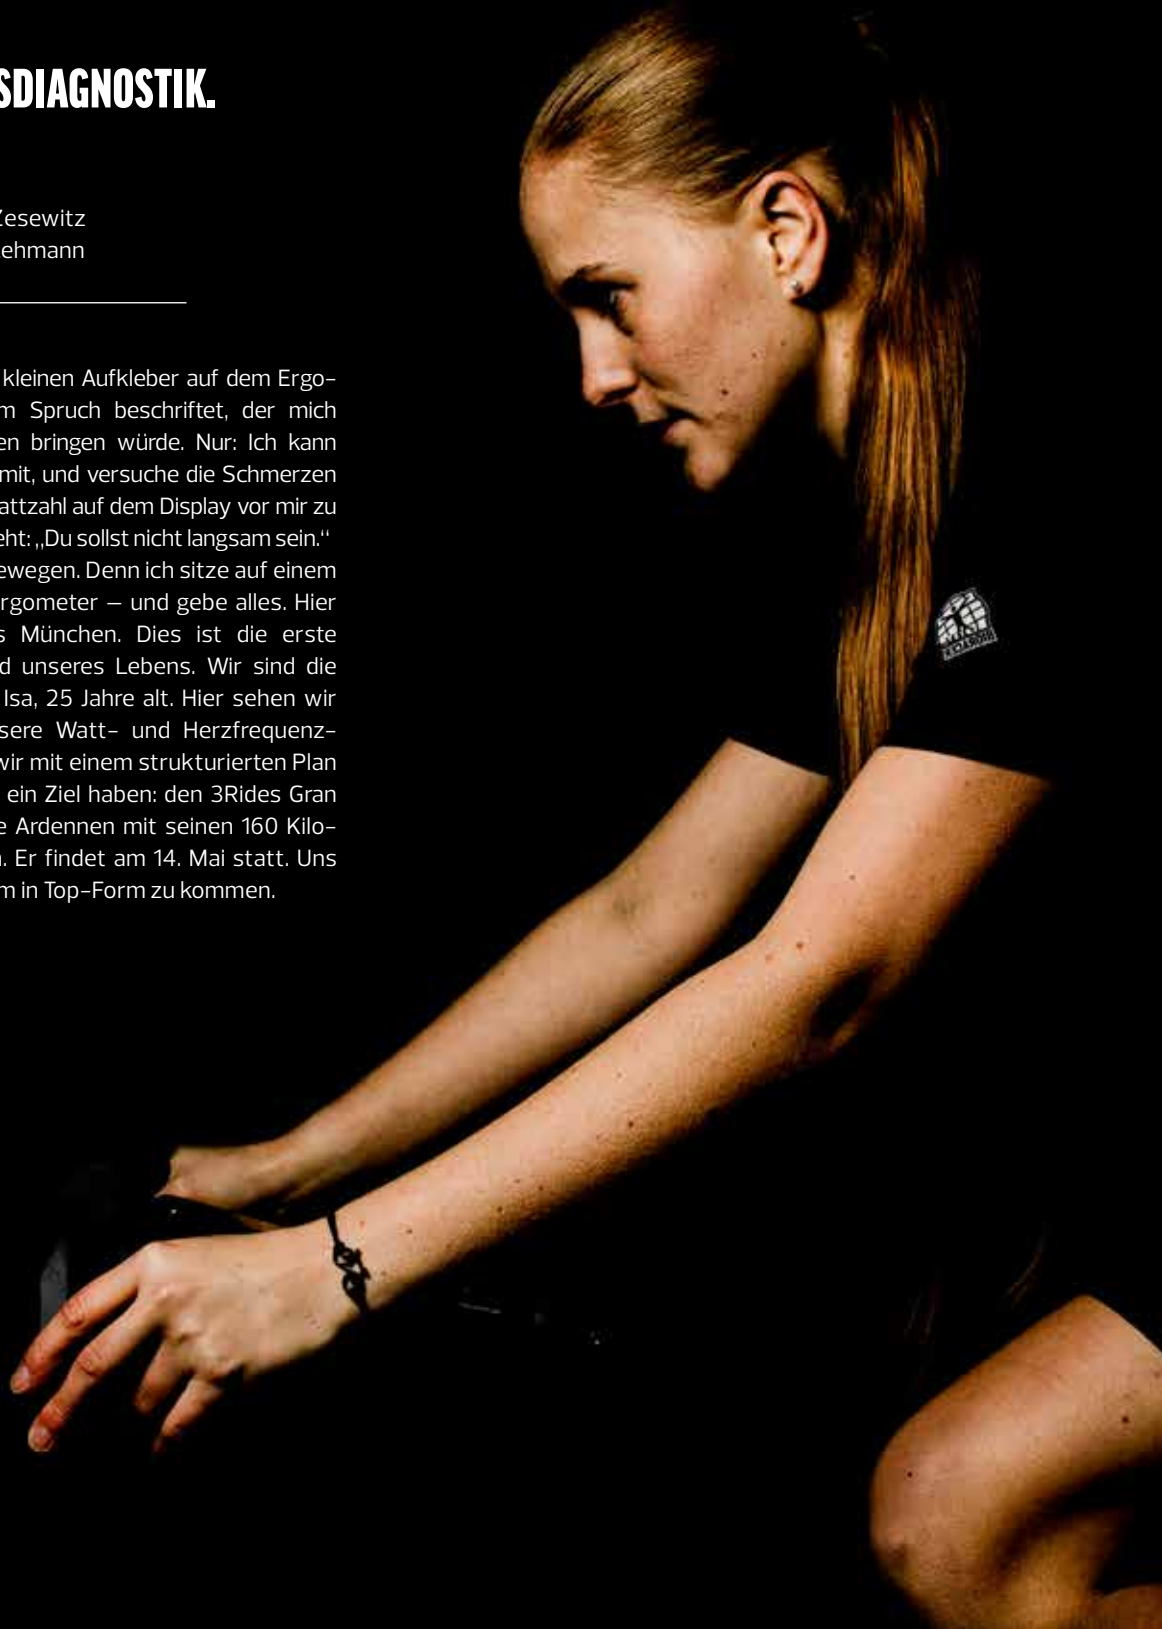 SDIAGNOSTIK.
Zesewitz
ehmann
kleinen Aufkleber auf dem Ergo-
m Spruch beschriftet, der mich
en bringen würde. Nur: Ich kann
mit, und versuche die Schmerzen
attzahl auf dem Display vor mir zu
eht: „Du sollst nicht langsam sein.“
ewegen. Denn ich sitze auf einem
rgometer – und gebe alles. Hier
s München. Dies ist die erste
d unseres Lebens. Wir sind die
Isa, 25 Jahre alt. Hier sehen wir
sere Watt- und Herzfrequenz-
wir mit einem strukturierten Plan
ein Ziel haben: den 3Rides Gran
e Ardennen mit seinen 160 Kilo-
. Er findet am 14. Mai statt. Uns
m in Top-Form zu kommen.